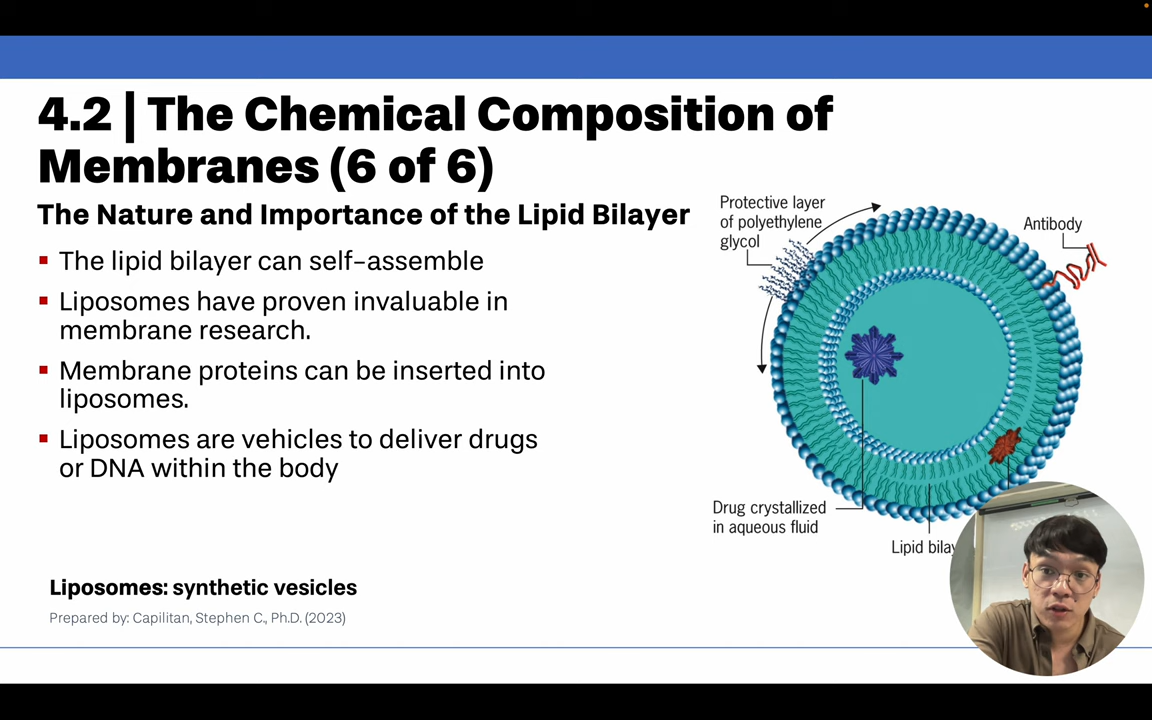 4.2 | The Chemical Composition of
Membranes (6 of 6)
The Nature and Importance of the Lipid Bilayer
The lipid bilayer can self-assemble
Liposomes have proven invaluable in
membrane research.
Membrane proteins can be inserted into
liposomes.
Liposomes are vehicles to deliver drugs
or DNA within the body
Protective layer
of polyethylene
glycol
Antibody
Drug crystallized
in aqueous fluid
Lipid
Liposomes: synthetic vesicles
Prepared by: Capilitan, Stephen C., Ph.D. (2023)